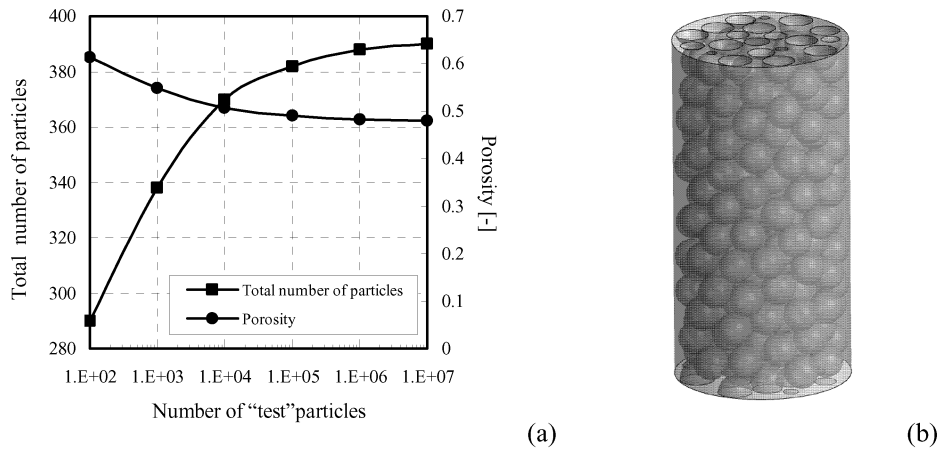 400
380
360
340
320
300
280
Total number of particles
0.7
0.6
0.5
0.4
0.3
0.2
0.1
0
Porosity [-]
Total number of particles
Porosity
1.E+02 1.E+03 1.E+04 1.E+05 1.E+06 1.E+07
Number of “test”particles
(a)
(b)